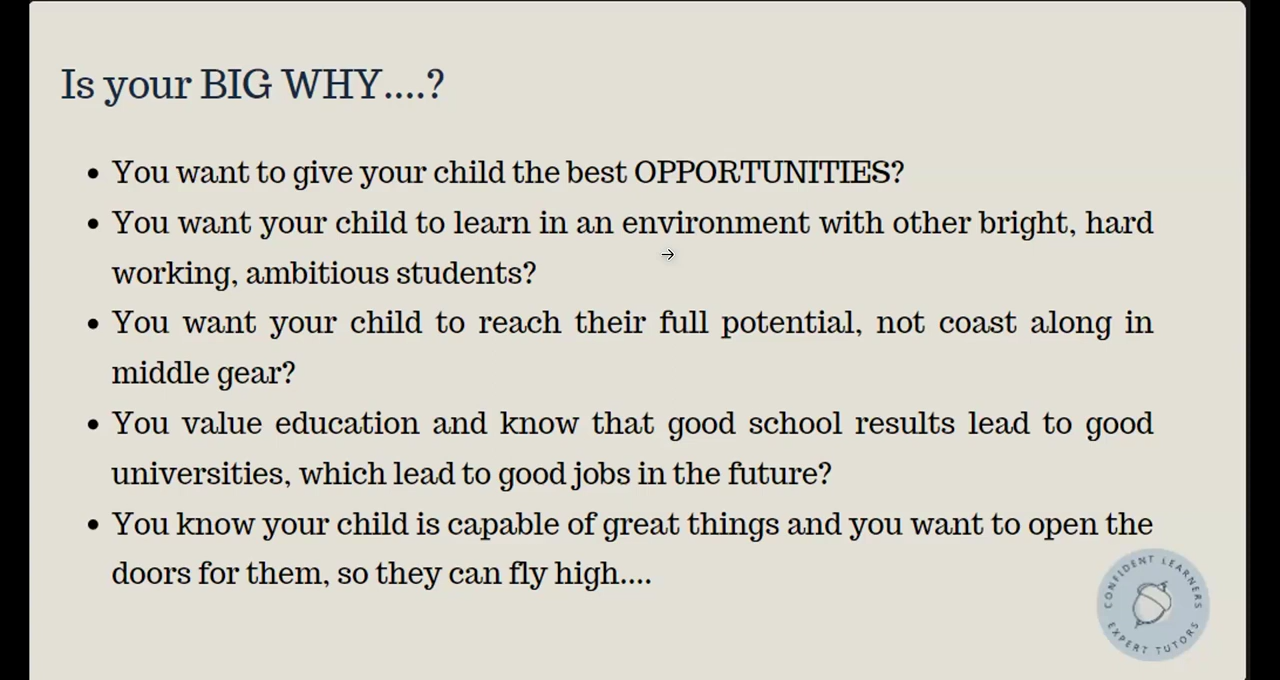 Is your BIG WHY....?
• You want to give your child the best OPPORTUNITIES?
• You want your child to learn in an environment with other bright, hard
working, ambitious students?
• You want your child to reach their full potential, not coast along in
middle gear?
• You value education and know that good school results lead to good
universities, which lead to good jobs in the future?
• You know your child is capable of great things and you want to open the
doors for them, so they can fly high....
CONFIDENT LEARNERS
EXPERT TUTORS